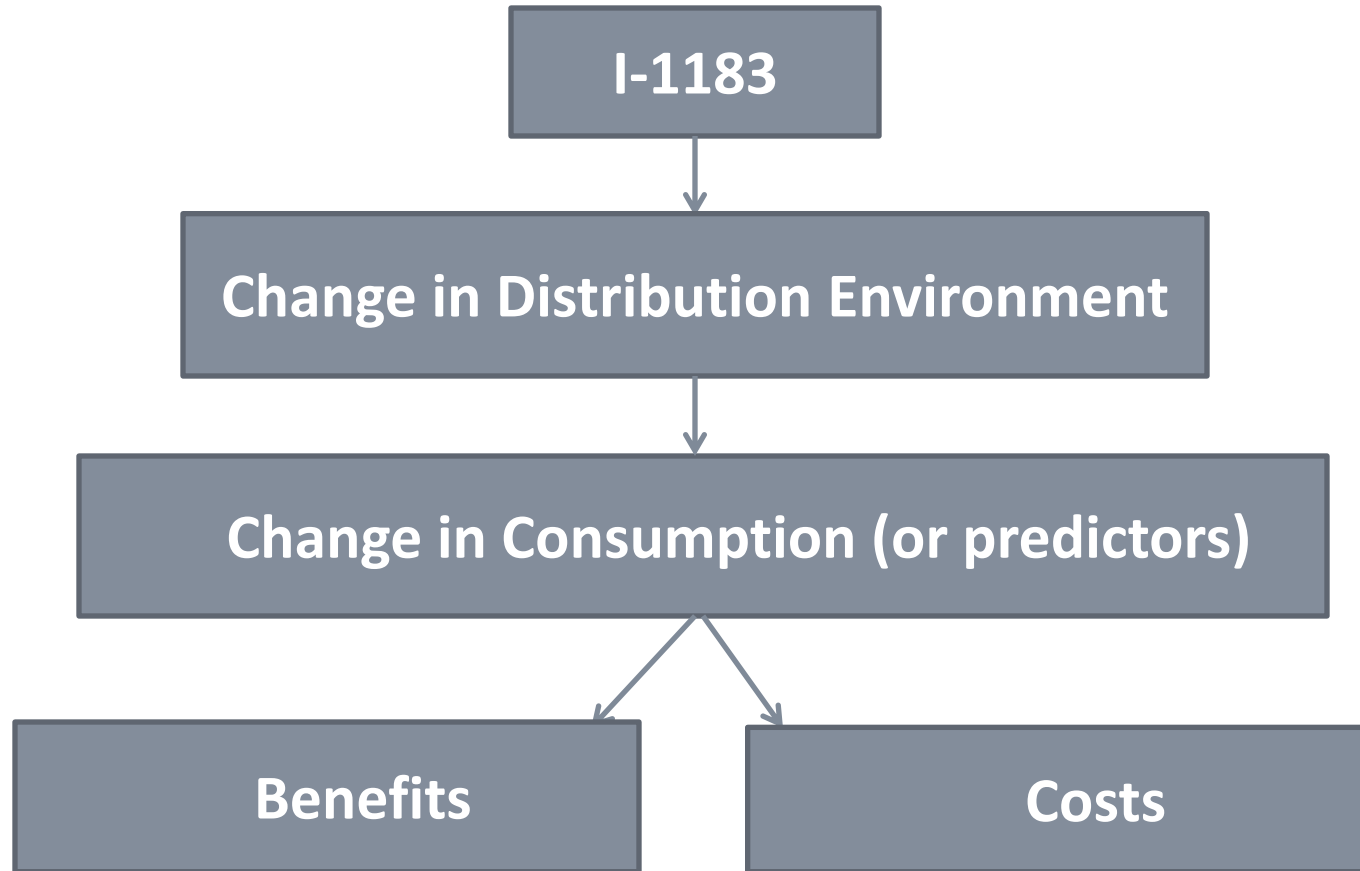 I-1183
Change in Distribution Environment
Change in Consumption (or predictors)
Benefits
Costs